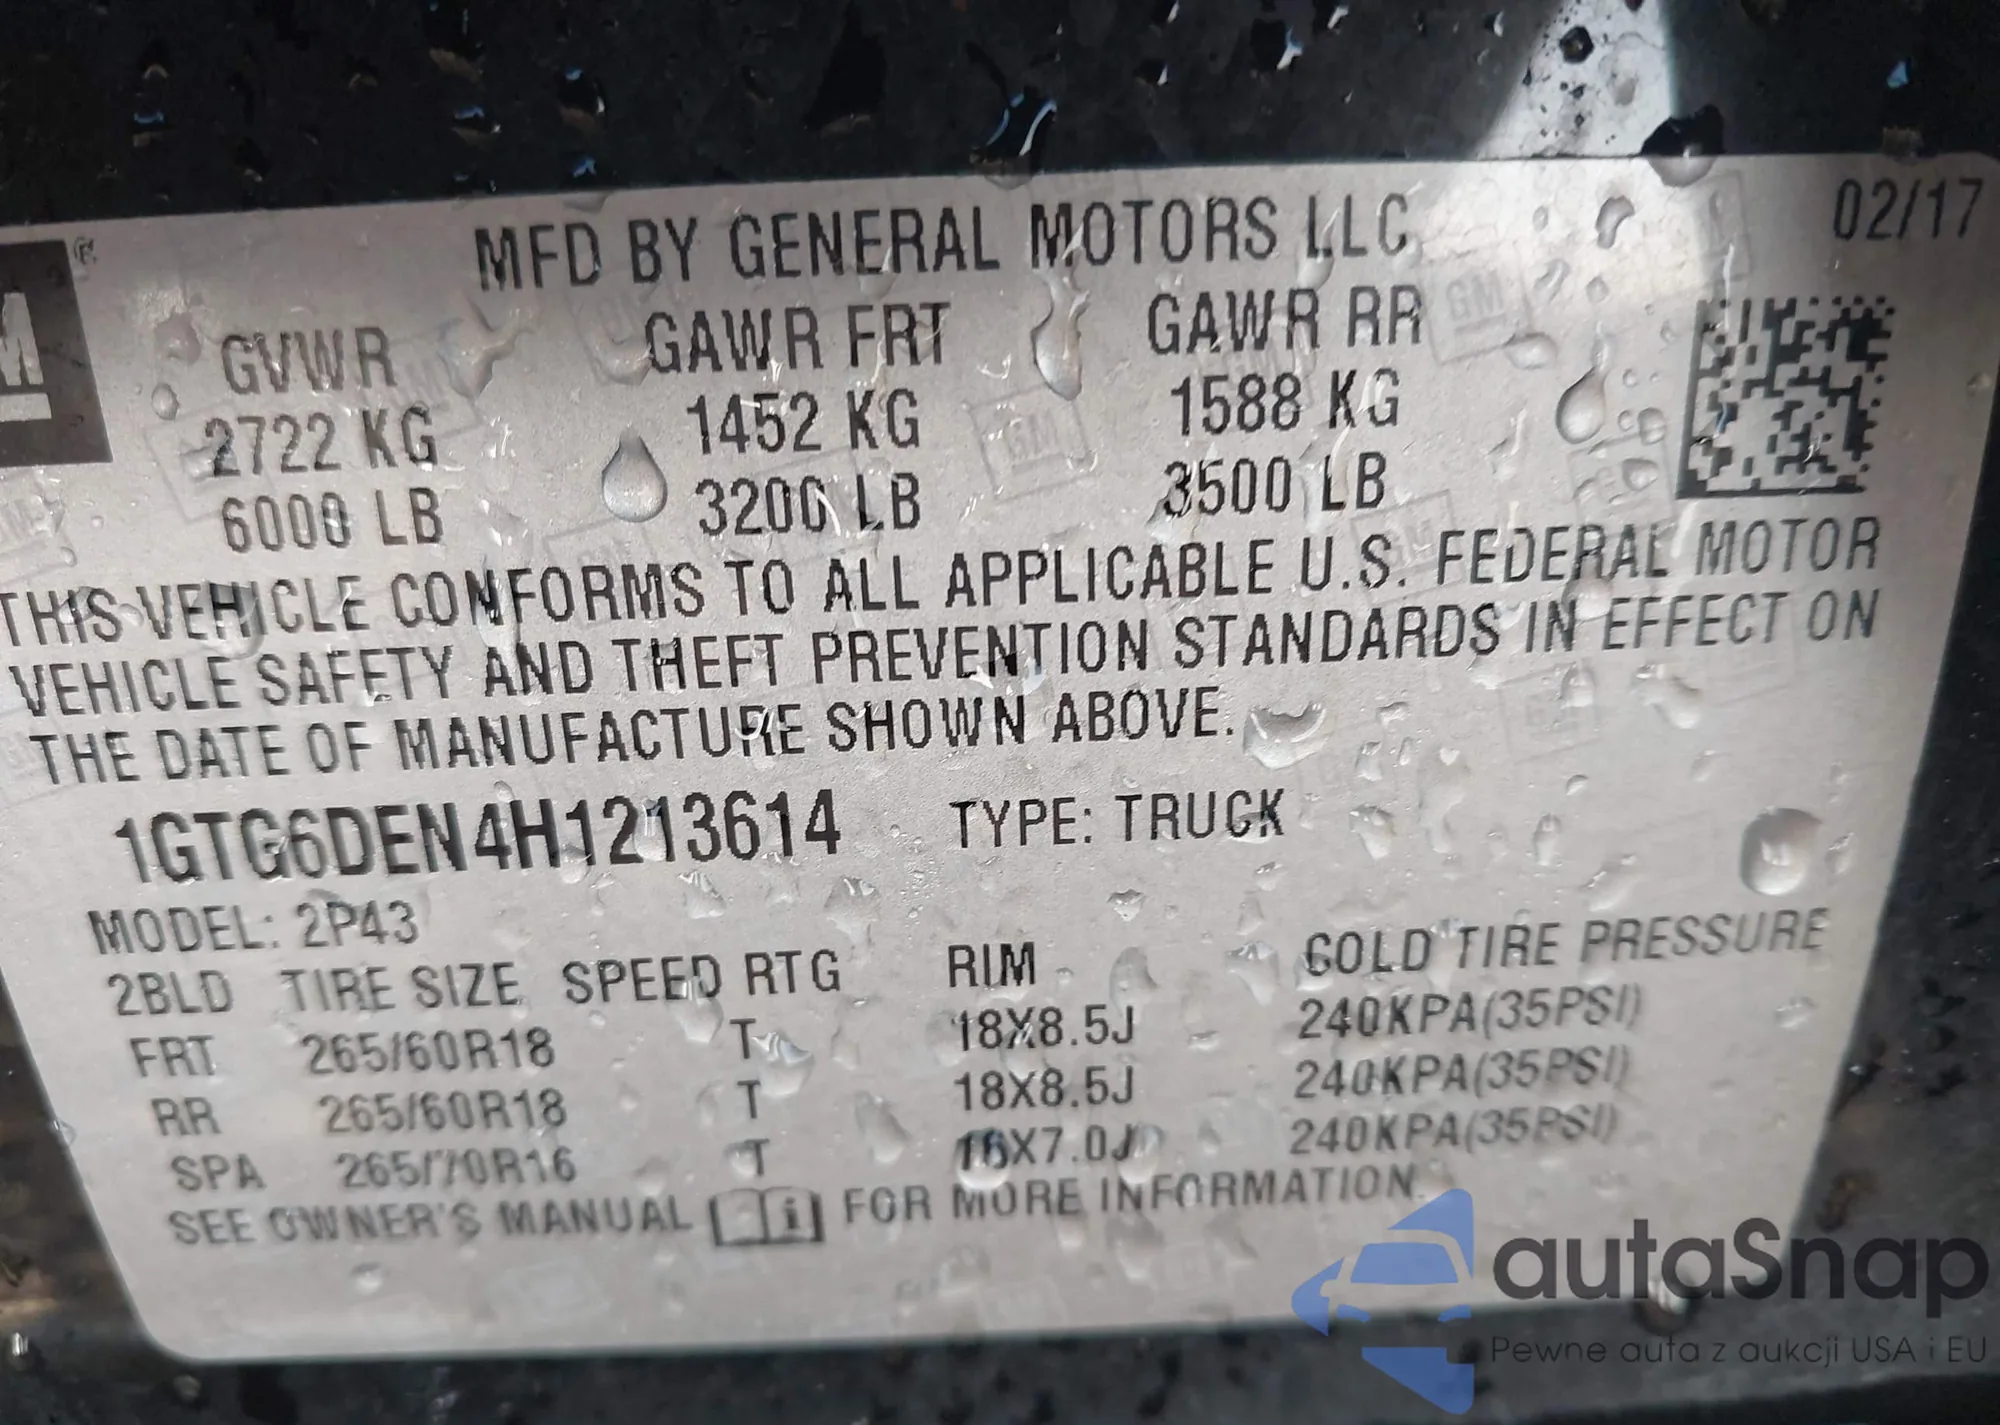 MFD BY GENERAL MOTORS LLC 02/17
GVWR GAWR FRT GAWR RR
2722 KG 1452 KG 1588 KG
6000 LB 3200 LB 3500 LB
THIS VEHICLE CONFORMS TO ALL APPLICABLE U.S. FEDERAL MOTOR
VEHICLE SAFETY AND THEFT PREVENTION STANDARDS IN EFFECT ON
THE DATE OF MANUFACTURE SHOWN ABOVE.
1GTG6DEN4H1213614 TYPE: TRUCK
MODEL: 2P43
2BLD TIRE SIZE SPEED RTG RIM COLD TIRE PRESSURE
FRT 265/60R18 T 18X8.5J 240KPA(35PSI)
RR 265/60R18 T 18X8.5J 240KPA(35PSI)
SPA 265/70R16 T 16X7.0J 240KPA(35PSI)
SEE OWNER'S MANUAL FOR MORE INFORMATION.
autaSnap
Pewne auta z aukcji USA i EU